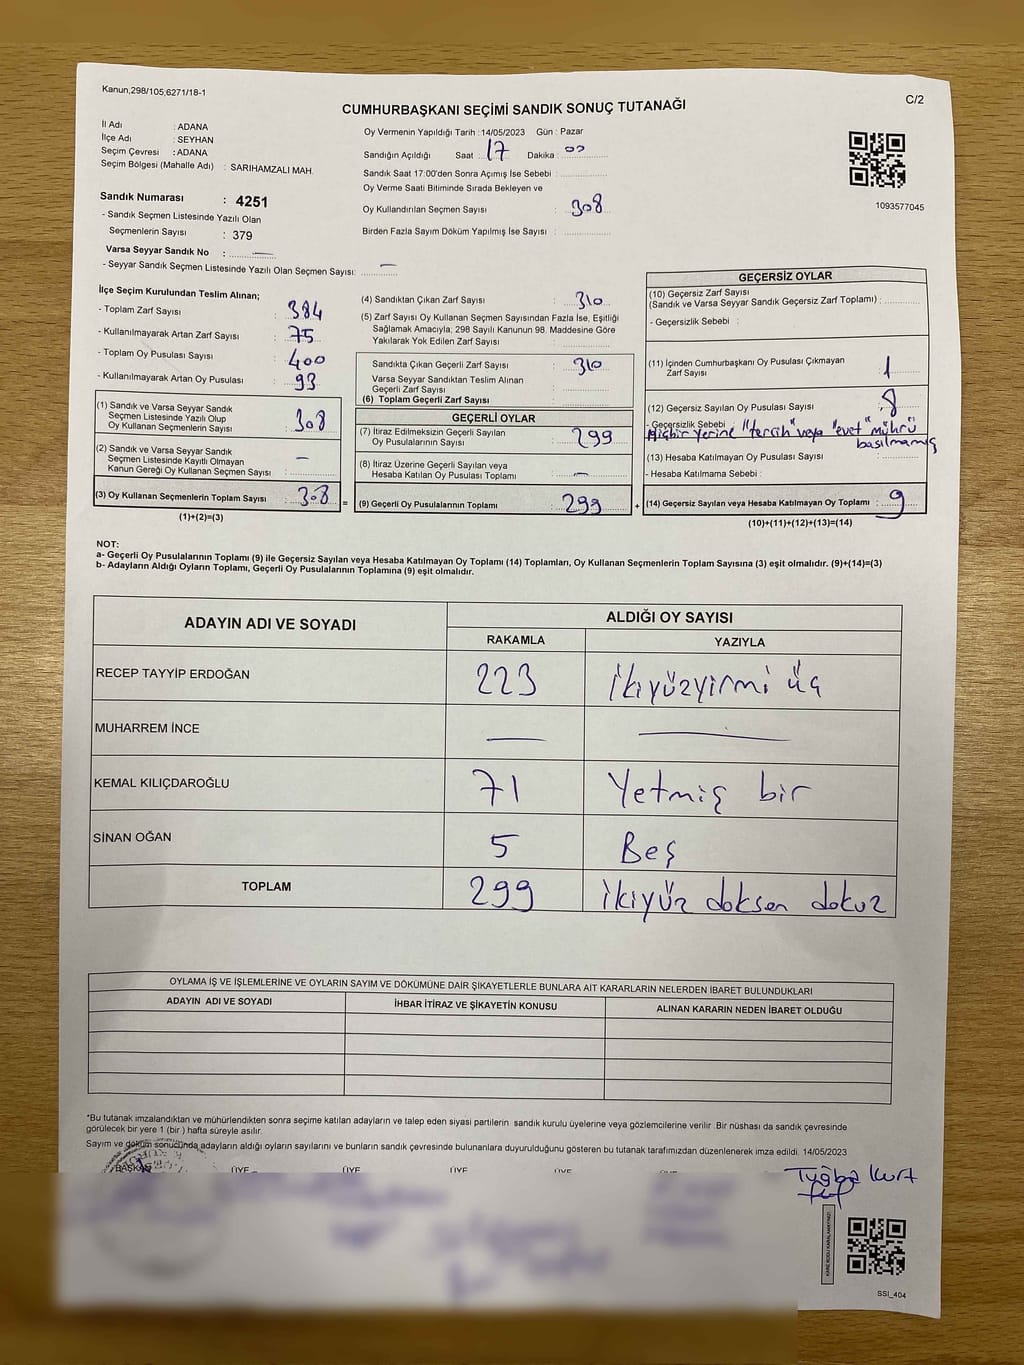 Kanun,298/105,6271/18-1
C/2
CUMHURBAŞKANI SEÇİMİ SANDIK SONUÇ TUTANAĞI
İl Adı : ADANA
İlçe Adı : SEYHAN
Seçim Çevresi : ADANA
Seçim Bölgesi (Mahalle Adı) : SARIHAMZALI MAH.
Sandık Numarası : 4251
- Sandık Seçmen Listesinde Yazılı Olan
Seçmenlerin Sayısı : 379
Varsa Seyyar Sandık No : —
- Seyyar Sandık Seçmen Listesinde Yazılı Olan Seçmen Sayısı: —
Oy Vermenin Yapıldığı Tarih :14/05/2023 Gün : Pazar
Sandığın Açıldığı Saat : 17 Dakika : 00
Sandık Saat 17:00'den Sonra Açımış İse Sebebi :
Oy Verme Saati Bitiminde Sırada Bekleyen ve
Oy Kullandırılan Seçmen Sayısı : 308
Birden Fazla Sayım Döküm Yapılmış İse Sayısı :
1093577045
İlçe Seçim Kurulundan Teslim Alınan;
- Toplam Zarf Sayısı : 384
- Kullanılmayarak Artan Zarf Sayısı : 75
- Toplam Oy Pusulası Sayısı : 400
- Kullanılmayarak Artan Oy Pusulası : 93
(1) Sandık ve Varsa Seyyar Sandık
Seçmen Listesinde Yazılı Olup
Oy Kullanan Seçmenlerin Sayısı : 308
(2) Sandık ve Varsa Seyyar Sandık
Seçmen Listesinde Kayıtlı Olmayan
Kanun Gereği Oy Kullanan Seçmen Sayısı : —
(3) Oy Kullanan Seçmenlerin Toplam Sayısı : 308 =
(1)+(2)=(3)
(4) Sandıktan Çıkan Zarf Sayısı : 310
(5) Zarf Sayısı Oy Kullanan Seçmen Sayısından Fazla İse, Eşitliği
Sağlamak Amacıyla; 298 Sayılı Kanunun 98. Maddesine Göre
Yakılarak Yok Edilen Zarf Sayısı :
Sandıkta Çıkan Geçerli Zarf Sayısı : 310
Varsa Seyyar Sandıktan Teslim Alınan
Geçerli Zarf Sayısı :
(6) Toplam Geçerli Zarf Sayısı :
GEÇERLİ OYLAR
(7) İtiraz Edilmeksizin Geçerli Sayılan
Oy Pusulalarının Sayısı : 299
(8) İtiraz Üzerine Geçerli Sayılan veya
Hesaba Katılan Oy Pusulası Toplamı : —
(9) Geçerli Oy Pusulalarının Toplamı : 299 +
GEÇERSİZ OYLAR
(10) Geçersiz Zarf Sayısı
(Sandık ve Varsa Seyyar Sandık Geçersiz Zarf Toplamı) :
- Geçersizlik Sebebi :
(11) İçinden Cumhurbaşkanı Oy Pusulası Çıkmayan
Zarf Sayısı : 1
(12) Geçersiz Sayılan Oy Pusulası Sayısı : 8
- Geçersizlik Sebebi
Hiçbir yerine "tercih" veya "evet" mührü
basılmamış
(13) Hesaba Katılmayan Oy Pusulası Sayısı :
- Hesaba Katılmama Sebebi :
(14) Geçersiz Sayılan veya Hesaba Katılmayan Oy Toplamı : 9
(10)+(11)+(12)+(13)=(14)
NOT:
a- Geçerli Oy Pusulalarının Toplamı (9) ile Geçersiz Sayılan veya Hesaba Katılmayan Oy Toplamı (14) Toplamları, Oy Kullanan Seçmenlerin Toplam Sayısına (3) eşit olmalıdır. (9)+(14)=(3)
b- Adayların Aldığı Oyların Toplamı, Geçerli Oy Pusulalarının Toplamına (9) eşit olmalıdır.
ADAYIN ADI VE SOYADI
ALDIĞI OY SAYISI
RAKAMLA YAZIYLA
RECEP TAYYİP ERDOĞAN 223 İkiyüzyirmi üç
MUHARREM İNCE — —
KEMAL KILIÇDAROĞLU 71 Yetmiş bir
SİNAN OĞAN 5 Beş
TOPLAM 299 ikiyüz doksan dokuz
OYLAMA İŞ VE İŞLEMLERİNE VE OYLARIN SAYIM VE DÖKÜMÜNE DAİR ŞİKAYETLERLE BUNLARA AİT KARARLARIN NELERDEN İBARET BULUNDUKLARI
ADAYIN ADI VE SOYADI İHBAR İTİRAZ VE ŞİKAYETİN KONUSU ALINAN KARARIN NEDEN İBARET OLDUĞU
*Bu tutanak imzalandıktan ve mühürlendikten sonra seçime katılan adayların ve talep eden siyasi partilerin sandık kurulu üyelerine veya gözlemcilerine verilir. Bir nüshası da sandık çevresinde
görülecek bir yere 1 (bir ) hafta süreyle asılır.
Sayım ve döküm sonucunda adayların aldığı oyların sayılarını ve bunların sandık çevresinde bulunanlara duyurulduğunu gösteren bu tutanak tarafımızdan düzenlenerek imza edildi. 14/05/2023
BAŞKAN ÜYE ÜYE ÜYE ÜYE
Tuğba Kurt
SSI_404